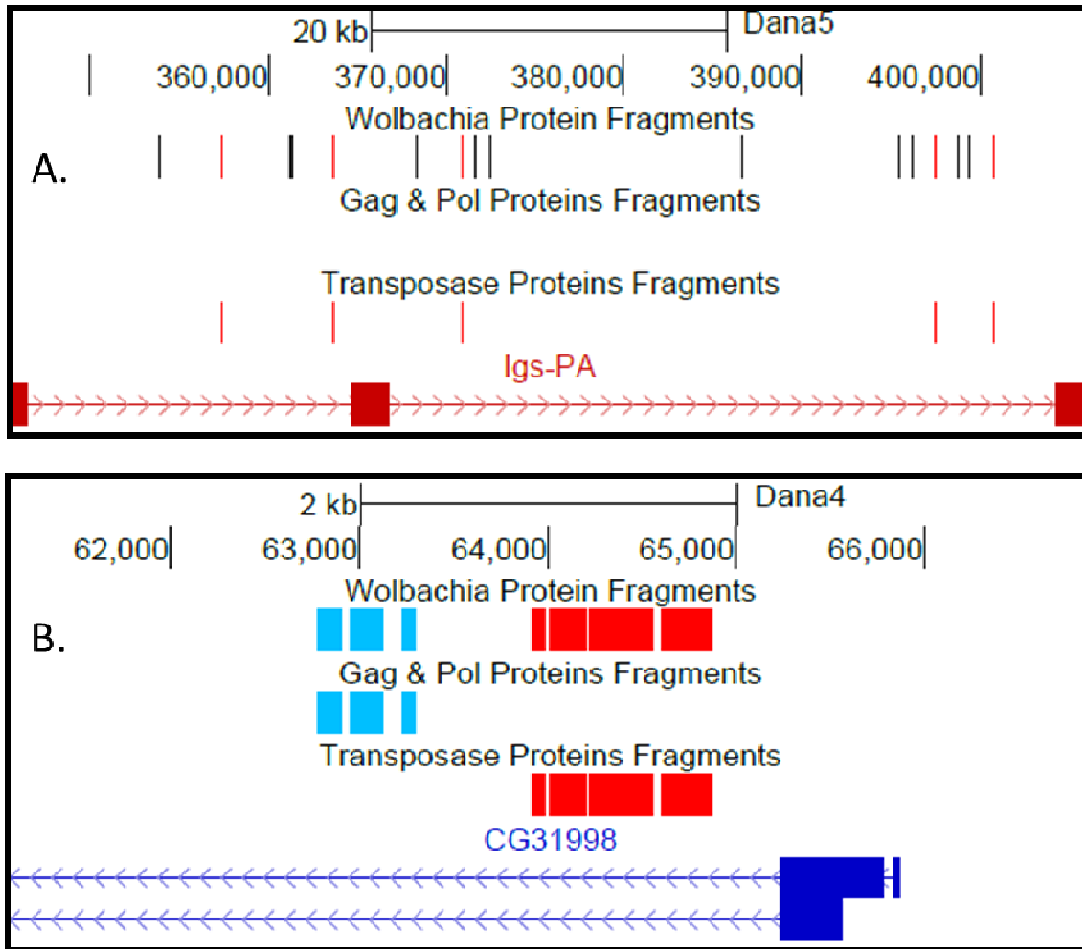 20 kb Dana5
360,000 370,000 380,000 390,000 400,000
Wolbachia Protein Fragments
A.
Gag & Pol Proteins Fragments
Transposase Proteins Fragments
lgs-PA
2 kb Dana4
62,000 63,000 64,000 65,000 66,000
Wolbachia Protein Fragments
B.
Gag & Pol Proteins Fragments
Transposase Proteins Fragments
CG31998